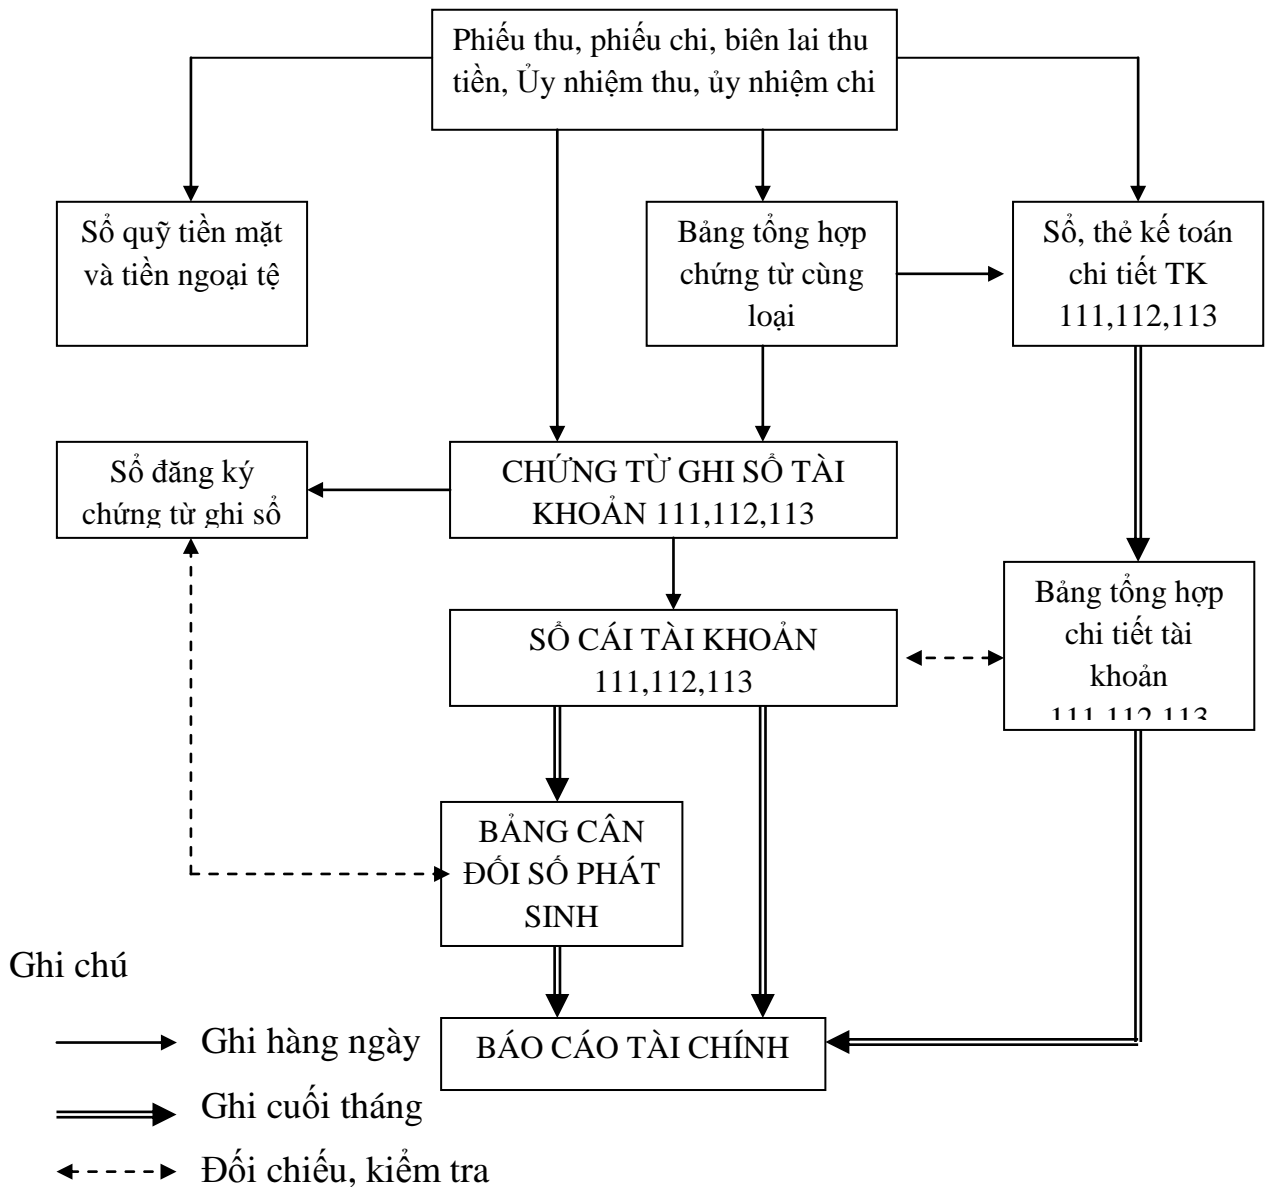 Phiếu thu, phiếu chi, biên lai thu
tiền, Ủy nhiệm thu, ủy nhiệm chi
Sổ quỹ tiền mặt
và tiền ngoại tệ
Bảng tổng hợp
chứng từ cùng
loại
Sổ, thẻ kế toán
chi tiết TK
111,112,113
Sổ đăng ký
chứng từ ghi sổ
CHỨNG TỪ GHI SỔ TÀI
KHOẢN 111,112,113
SỔ CÁI TÀI KHOẢN
111,112,113
Bảng tổng hợp
chi tiết tài
khoản
111,112,113
BẢNG CÂN
ĐỐI SỐ PHÁT
SINH
BÁO CÁO TÀI CHÍNH
Ghi chú
Ghi hàng ngày
Ghi cuối tháng
Đối chiếu, kiểm tra